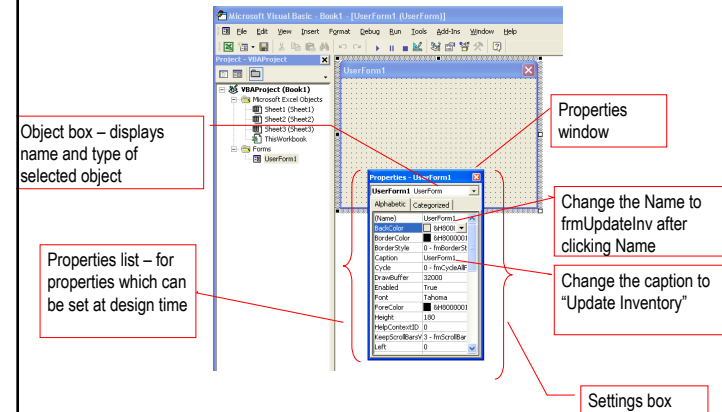 Microsoft Visual Basic - Book1 - [UserForm1 (UserForm)]
File Edit View Insert Format Debug Run Tools Add-Ins Window Help
Project - VBAProject
VBAProject (Book1)
Microsoft Excel Objects
Sheet1 (Sheet1)
Sheet2 (Sheet2)
Sheet3 (Sheet3)
ThisWorkbook
Forms
UserForm1
UserForm1
Object box – displays
name and type of
selected object
Properties
window
Properties - UserForm1
UserForm1 UserForm
Alphabetic Categorized
(Name) UserForm1
BackColor &H800(
BorderColor &H8000001
BorderStyle 0 - fmBorderSt
Caption UserForm1
Cycle 0 - fmCycleAllF
DrawBuffer 32000
Enabled True
Font Tahoma
ForeColor &H8000001
Height 180
HelpContextID 0
KeepScrollBarsV 3 - fmScrollBar
Left 0
Change the Name to
frmUpdateInv after
clicking Name
Properties list – for
properties which can
be set at design time
Change the caption to
“Update Inventory”
Settings box